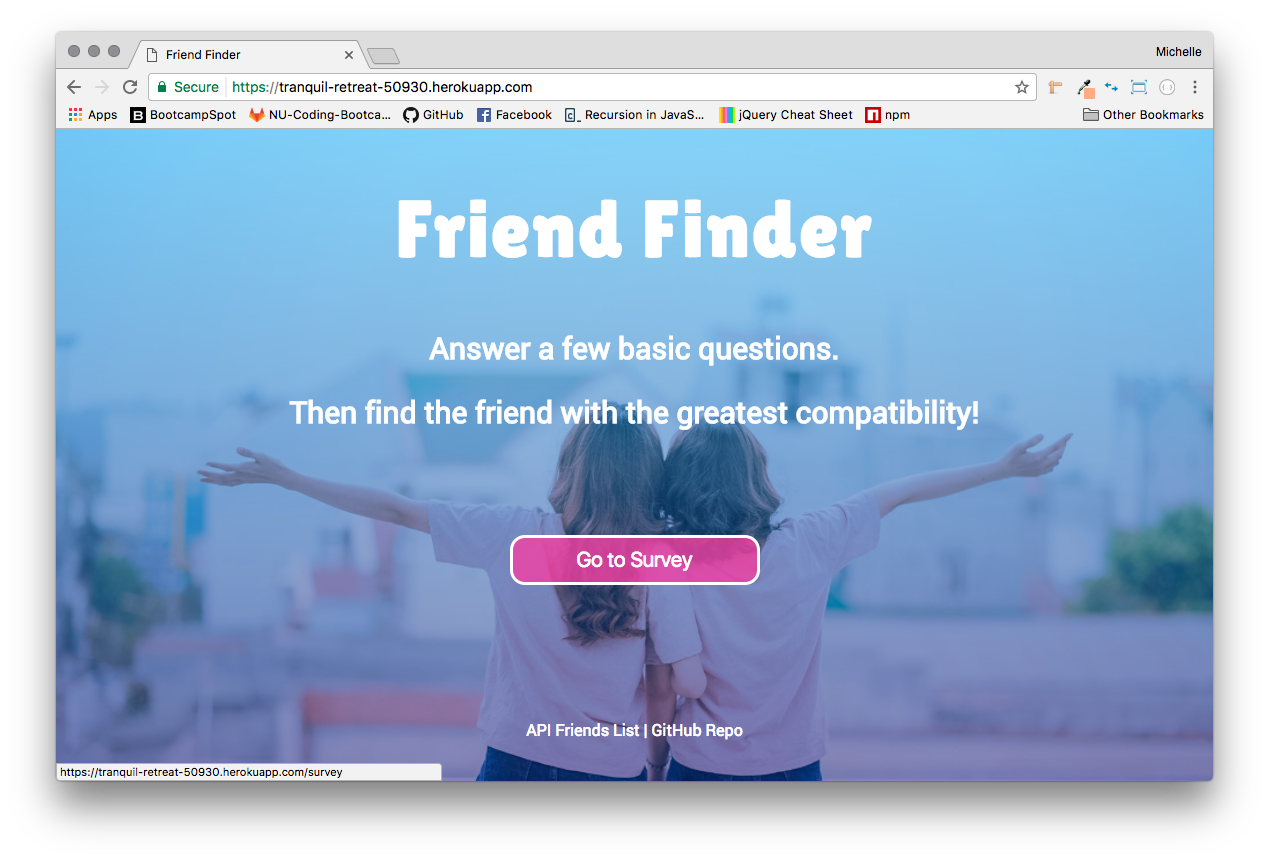 Friend Finder
Michelle
Secure https://tranquil-retreat-50930.herokuapp.com
Apps BootcampSpot NU-Coding-Bootca... GitHub Facebook Recursion in JavaS... jQuery Cheat Sheet npm Other Bookmarks
Friend Finder
Answer a few basic questions.
Then find the friend with the greatest compatibility!
Go to Survey
API Friends List | GitHub Repo
https://tranquil-retreat-50930.herokuapp.com/survey